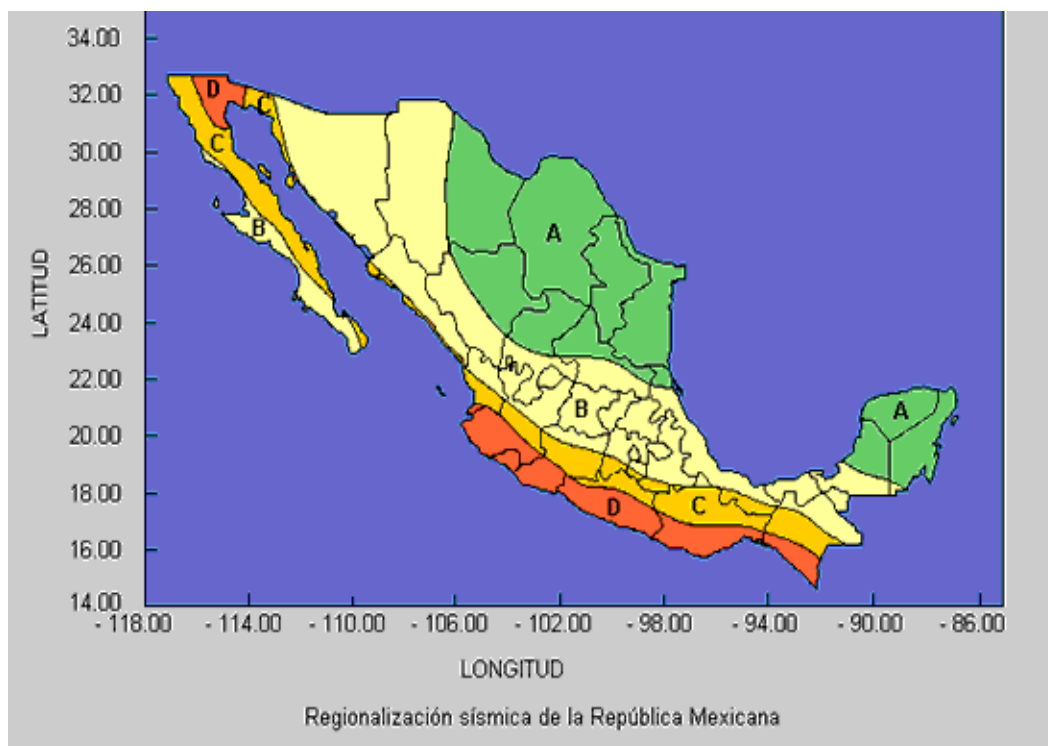 34.00
32.00
30.00
28.00
26.00
24.00
22.00
20.00
18.00
16.00
14.00
LATITUD
D
C
C
B
A
A
B
C
D
- 118.00 - 114.00 - 110.00 - 106.00 - 102.00 - 98.00 - 94.00 - 90.00 - 86.00
LONGITUD
Regionalización sísmica de la República Mexicana